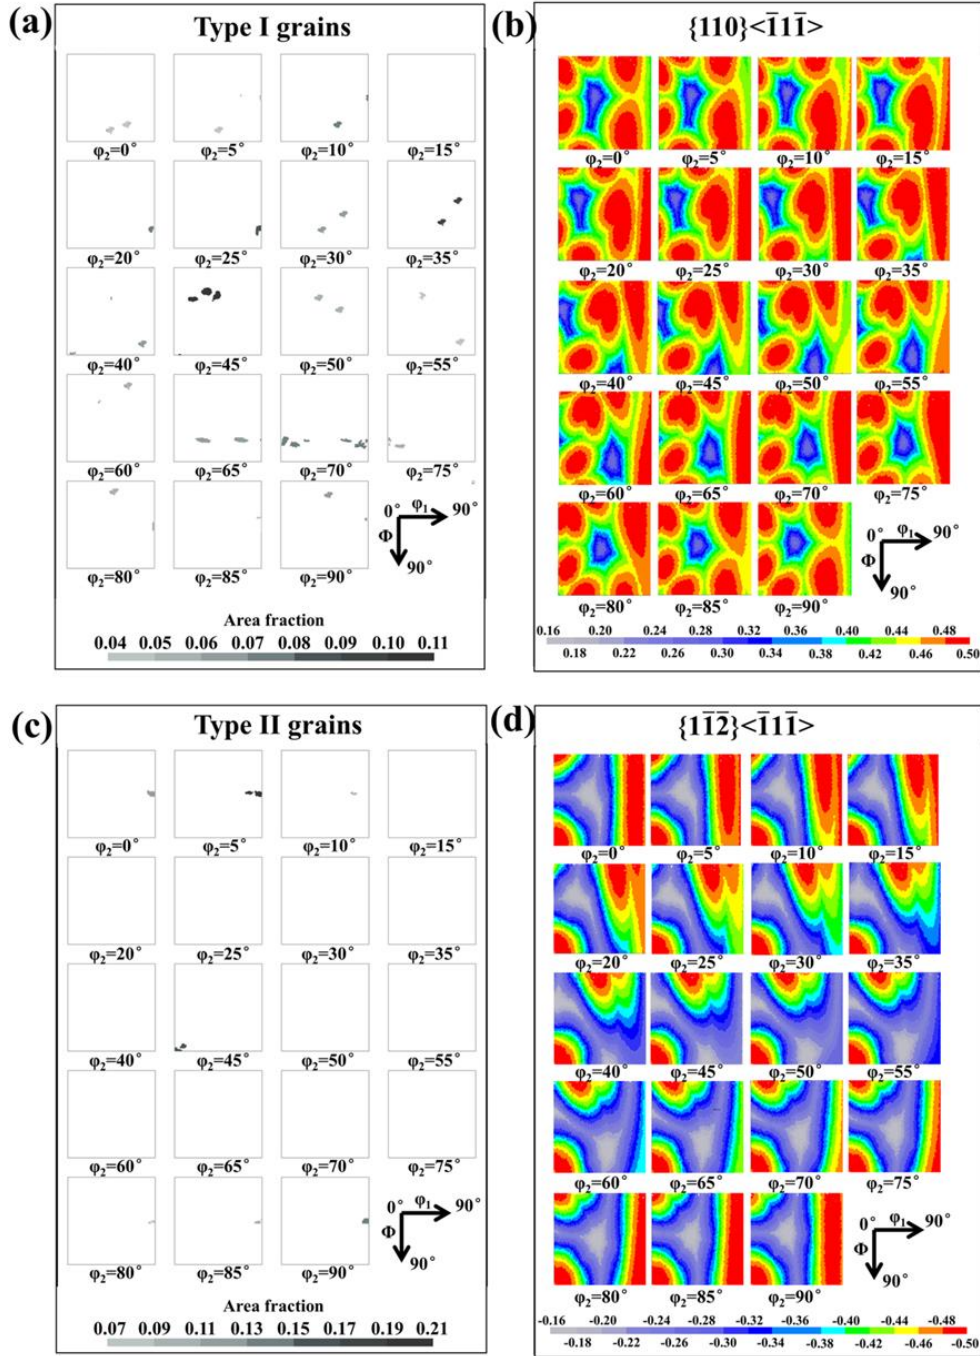 (a)
Type I grains
φ₂=0° φ₂=5° φ₂=10° φ₂=15°
φ₂=20° φ₂=25° φ₂=30° φ₂=35°
φ₂=40° φ₂=45° φ₂=50° φ₂=55°
φ₂=60° φ₂=65° φ₂=70° φ₂=75°
0° φ₁ 90°
Φ
90°
φ₂=80° φ₂=85° φ₂=90°
Area fraction
0.04 0.05 0.06 0.07 0.08 0.09 0.10 0.11
(b)
{110}<1̅11̅>
φ₂=0° φ₂=5° φ₂=10° φ₂=15°
φ₂=20° φ₂=25° φ₂=30° φ₂=35°
φ₂=40° φ₂=45° φ₂=50° φ₂=55°
φ₂=60° φ₂=65° φ₂=70° φ₂=75°
0° φ₁ 90°
Φ
90°
φ₂=80° φ₂=85° φ₂=90°
0.16 0.20 0.24 0.28 0.32 0.36 0.40 0.44 0.48
0.18 0.22 0.26 0.30 0.34 0.38 0.42 0.46 0.50
(c)
Type II grains
φ₂=0° φ₂=5° φ₂=10° φ₂=15°
φ₂=20° φ₂=25° φ₂=30° φ₂=35°
φ₂=40° φ₂=45° φ₂=50° φ₂=55°
φ₂=60° φ₂=65° φ₂=70° φ₂=75°
0° φ₁ 90°
Φ
90°
φ₂=80° φ₂=85° φ₂=90°
Area fraction
0.07 0.09 0.11 0.13 0.15 0.17 0.19 0.21
(d)
{11̅2̅}<1̅11̅>
φ₂=0° φ₂=5° φ₂=10° φ₂=15°
φ₂=20° φ₂=25° φ₂=30° φ₂=35°
φ₂=40° φ₂=45° φ₂=50° φ₂=55°
φ₂=60° φ₂=65° φ₂=70° φ₂=75°
0° φ₁ 90°
Φ
90°
φ₂=80° φ₂=85° φ₂=90°
-0.16 -0.20 -0.24 -0.28 -0.32 -0.36 -0.40 -0.44 -0.48
-0.18 -0.22 -0.26 -0.30 -0.34 -0.38 -0.42 -0.46 -0.50